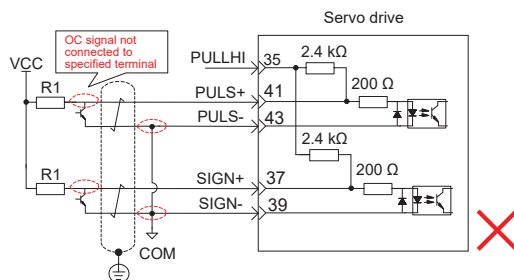 Servo drive
OC signal not
connected to
specified terminal
VCC
R1
PULLHI
35
2.4 kΩ
PULS+
41
200 Ω
PULS-
43
2.4 kΩ
R1
SIGN+
37
200 Ω
SIGN-
39
COM